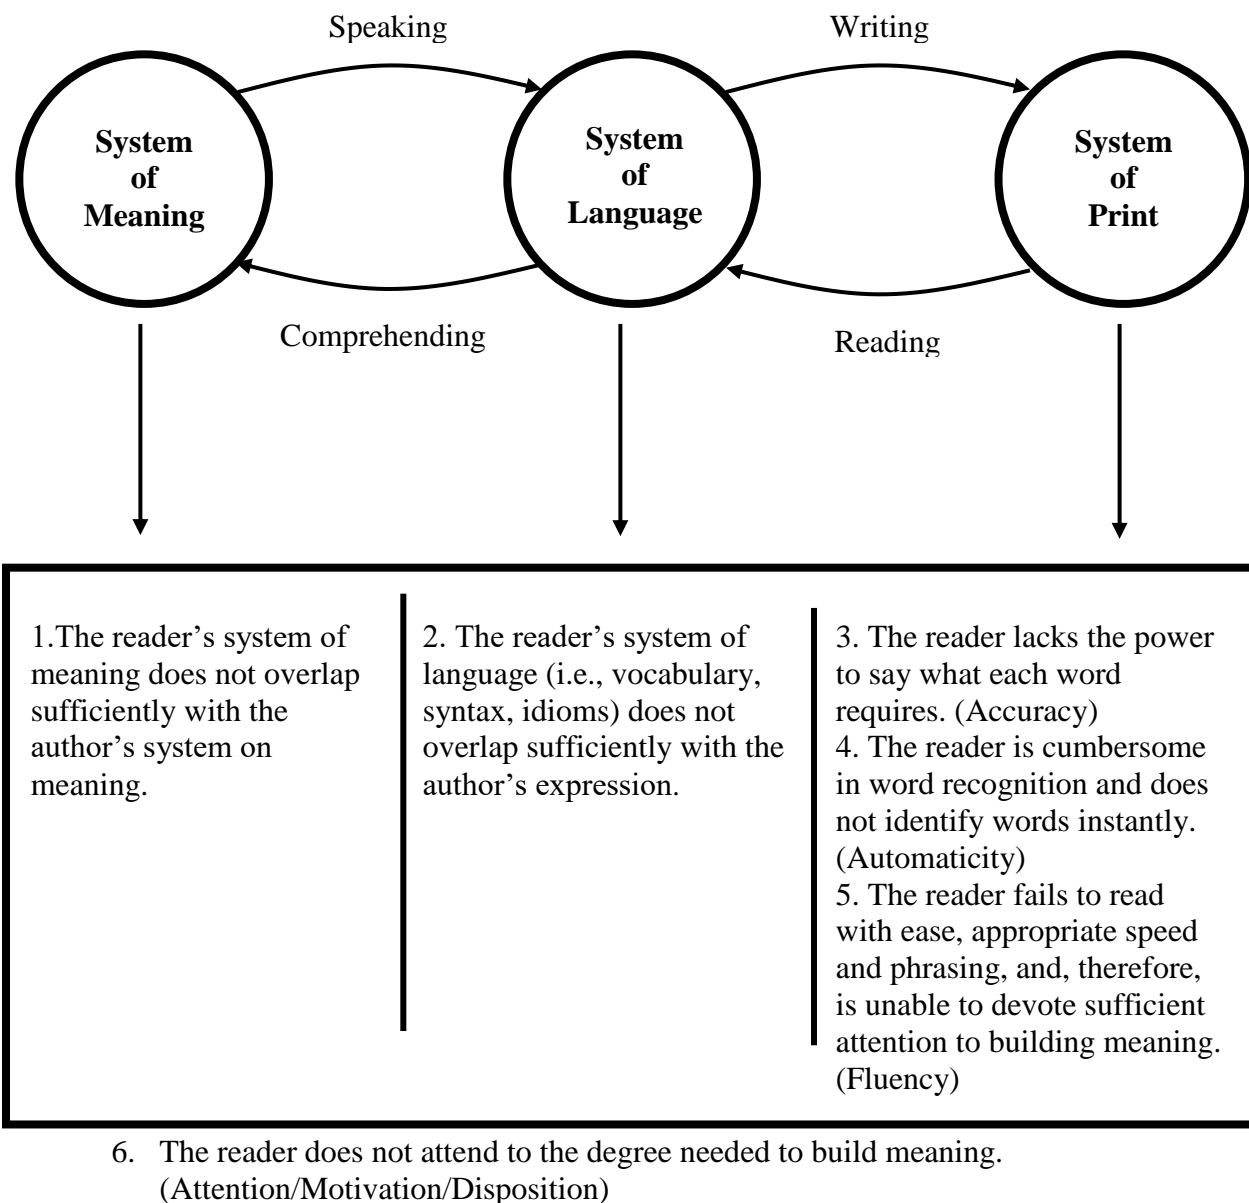 Speaking
Writing
System
of
Meaning
System
of
Language
System
of
Print
Comprehending
Reading
1.The reader’s system of
meaning does not overlap
sufficiently with the
author’s system on
meaning.
2. The reader’s system of
language (i.e., vocabulary,
syntax, idioms) does not
overlap sufficiently with the
author’s expression.
3. The reader lacks the power
to say what each word
requires. (Accuracy)
4. The reader is cumbersome
in word recognition and does
not identify words instantly.
(Automaticity)
5. The reader fails to read
with ease, appropriate speed
and phrasing, and, therefore,
is unable to devote sufficient
attention to building meaning.
(Fluency)
6. The reader does not attend to the degree needed to build meaning.
(Attention/Motivation/Disposition)